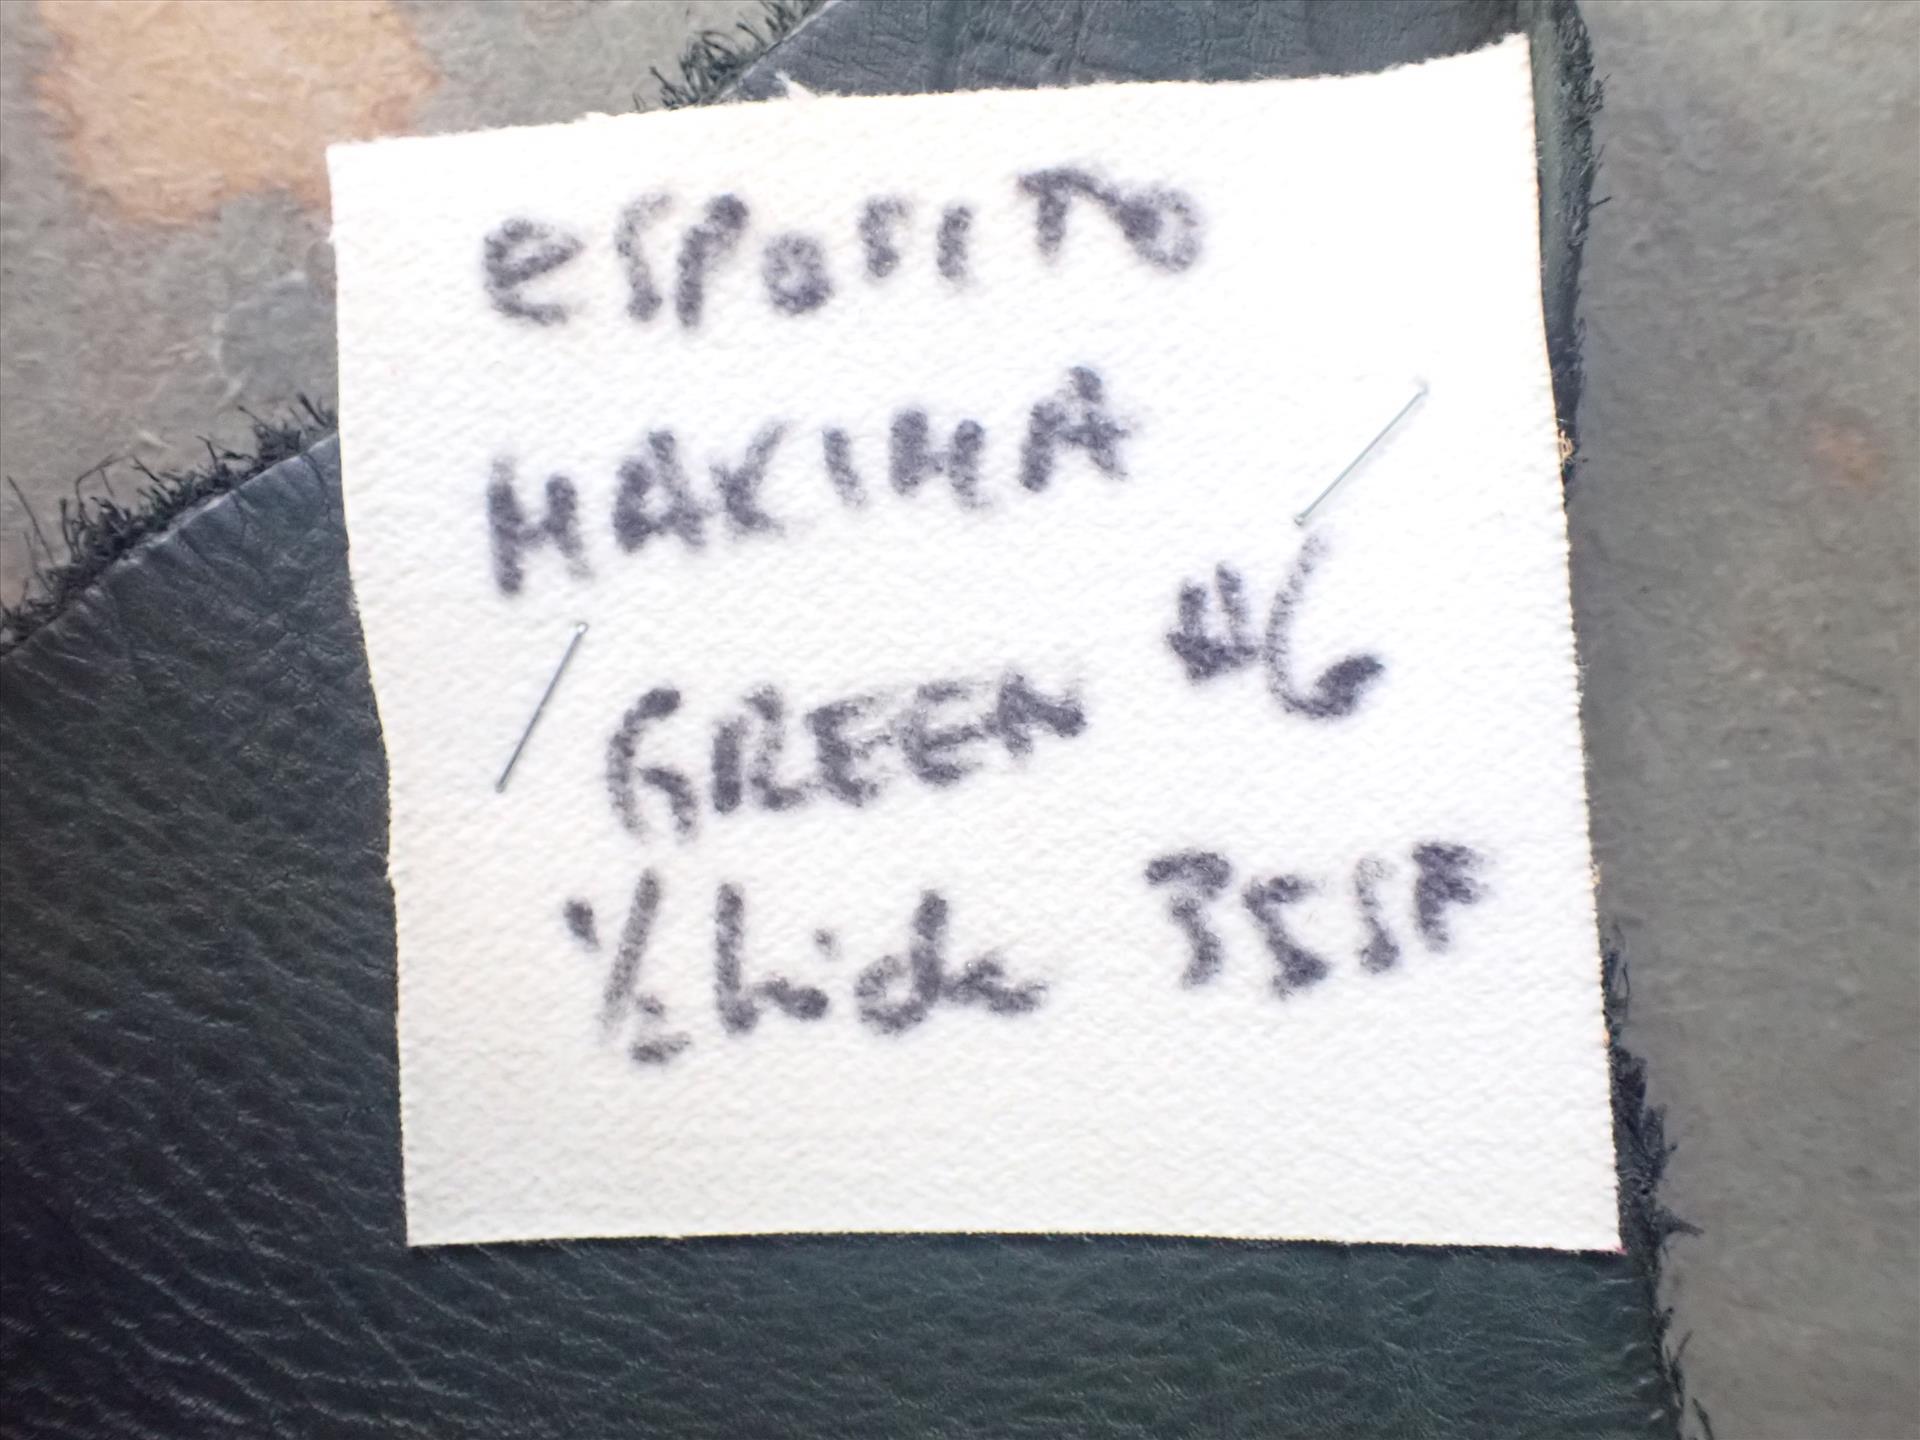 ESPOSITO
MAXIMA
GREEN #6
1/2 hide 35SF